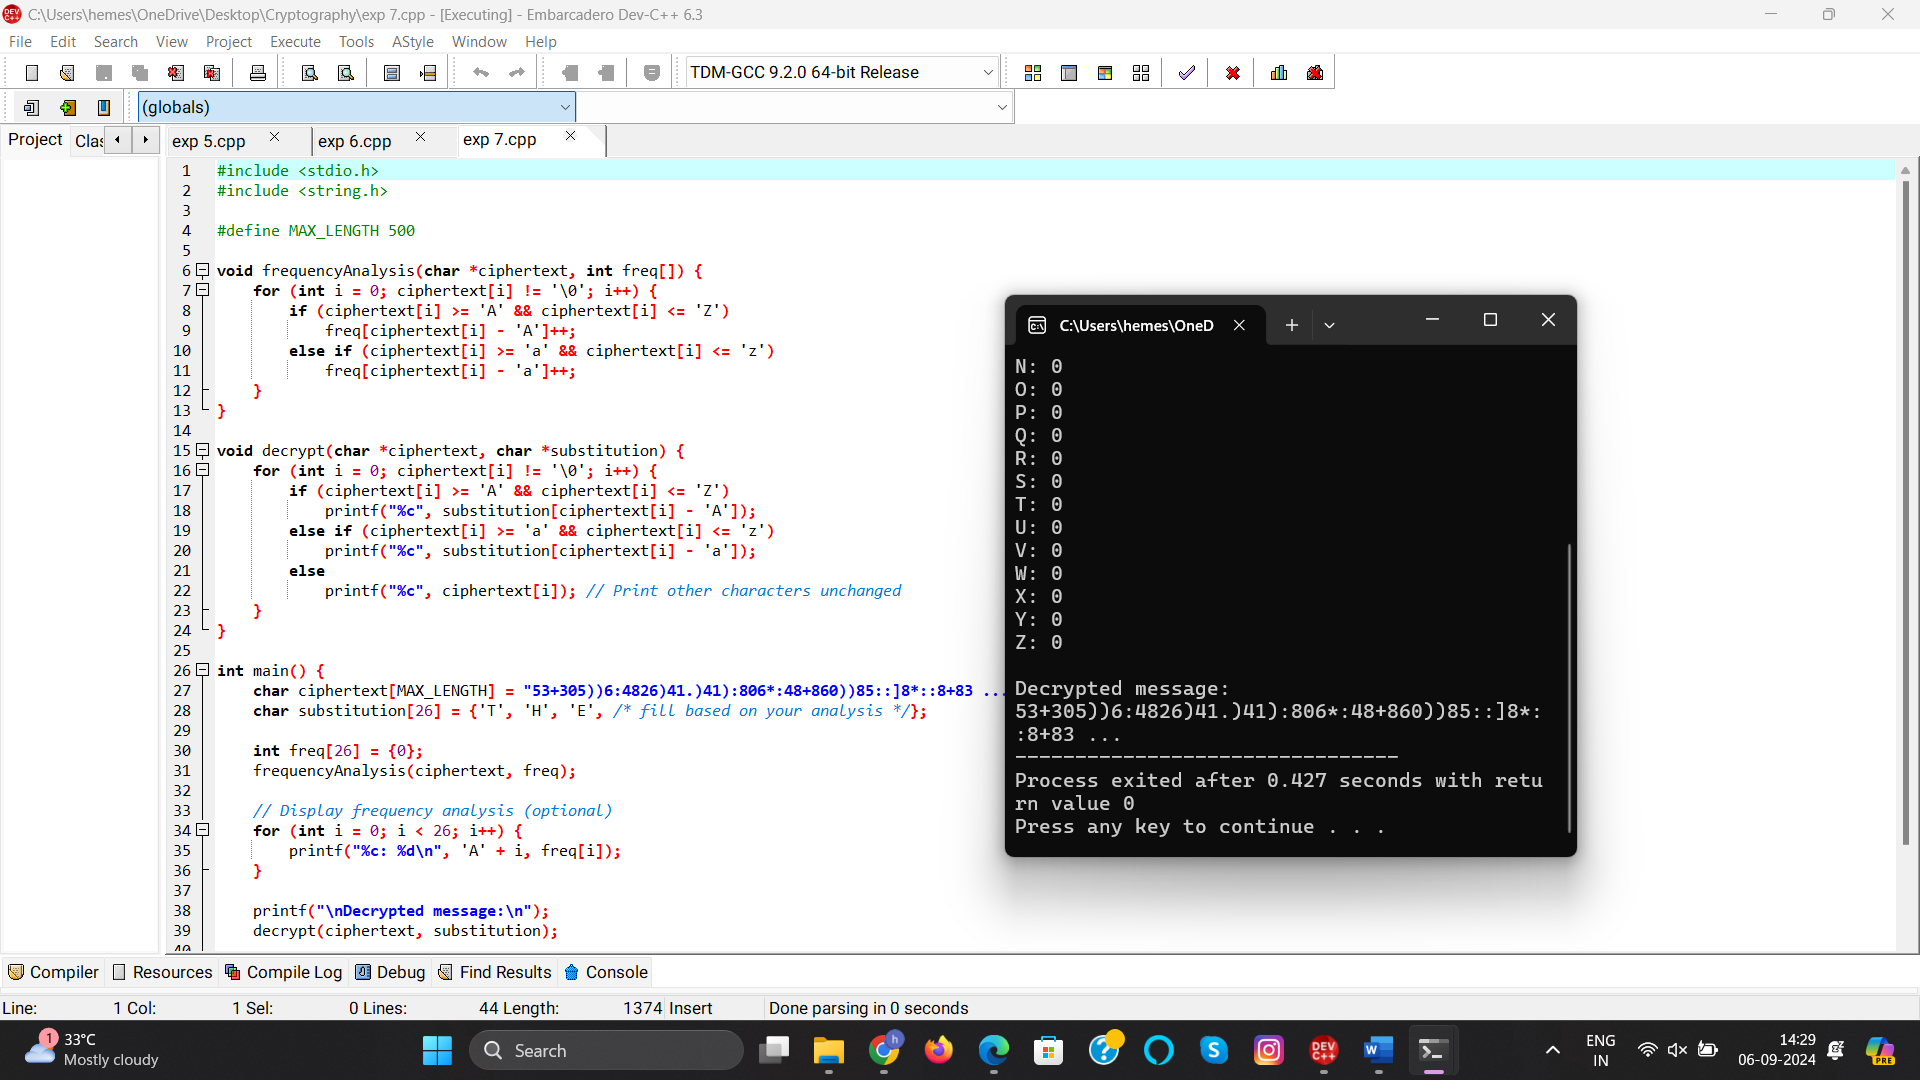 C:\Users\hemes\OneDrive\Desktop\Cryptography\exp 7.cpp - [Executing] - Embarcadero Dev-C++ 6.3
File Edit Search View Project Execute Tools AStyle Window Help
TDM-GCC 9.2.0 64-bit Release
(globals)
Project Clas exp 5.cpp exp 6.cpp exp 7.cpp
1 #include <stdio.h>
2 #include <string.h>
3
4 #define MAX_LENGTH 500
5
6 void frequencyAnalysis(char *ciphertext, int freq[]) {
7 for (int i = 0; ciphertext[i] != '\0'; i++) {
8 if (ciphertext[i] >= 'A' && ciphertext[i] <= 'Z')
9 freq[ciphertext[i] - 'A']++;
10 else if (ciphertext[i] >= 'a' && ciphertext[i] <= 'z')
11 freq[ciphertext[i] - 'a']++;
12 }
13 }
14
15 void decrypt(char *ciphertext, char *substitution) {
16 for (int i = 0; ciphertext[i] != '\0'; i++) {
17 if (ciphertext[i] >= 'A' && ciphertext[i] <= 'Z')
18 printf("%c", substitution[ciphertext[i] - 'A']);
19 else if (ciphertext[i] >= 'a' && ciphertext[i] <= 'z')
20 printf("%c", substitution[ciphertext[i] - 'a']);
21 else
22 printf("%c", ciphertext[i]); // Print other characters unchanged
23 }
24 }
25
26 int main() {
27 char ciphertext[MAX_LENGTH] = "53+305))6:4826)41.)41):806*:48+860))85::]8*::8+83 ...
28 char substitution[26] = {'T', 'H', 'E', /* fill based on your analysis */};
29
30 int freq[26] = {0};
31 frequencyAnalysis(ciphertext, freq);
32
33 // Display frequency analysis (optional)
34 for (int i = 0; i < 26; i++) {
35 printf("%c: %d\n", 'A' + i, freq[i]);
36 }
37
38 printf("\nDecrypted message:\n");
39 decrypt(ciphertext, substitution);
40
C:\Users\hemes\OneD
N: 0
O: 0
P: 0
Q: 0
R: 0
S: 0
T: 0
U: 0
V: 0
W: 0
X: 0
Y: 0
Z: 0
Decrypted message:
53+305))6:4826)41.)41):806*:48+860))85::]8*:
:8+83 ...
--------------------------------
Process exited after 0.427 seconds with retu
rn value 0
Press any key to continue . . .
Compiler Resources Compile Log Debug Find Results Console
Line: 1 Col: 1 Sel: 0 Lines: 44 Length: 1374 Insert Done parsing in 0 seconds
1 33°C
Mostly cloudy
Search
h
DEV C++
W
PRE
ENG
IN
14:29
06-09-2024